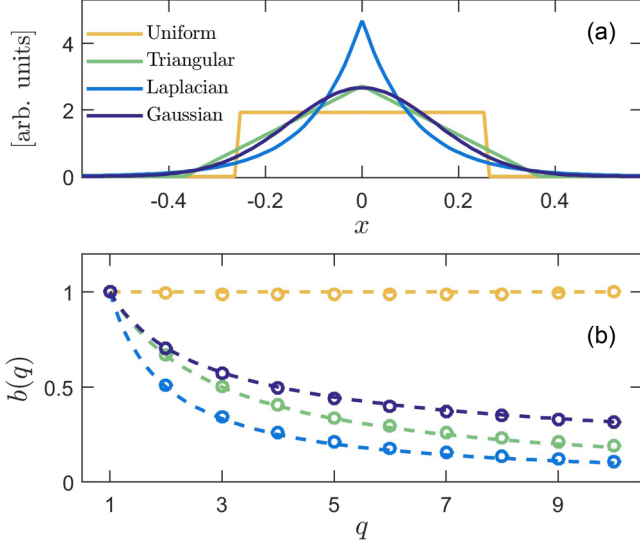 (a)
[arb. units]
4
2
0
Uniform
Triangular
Laplacian
Gaussian
-0.4 -0.2 0 0.2 0.4
x
(b)
b(q)
1
0.5
0
1 3 5 7 9
q